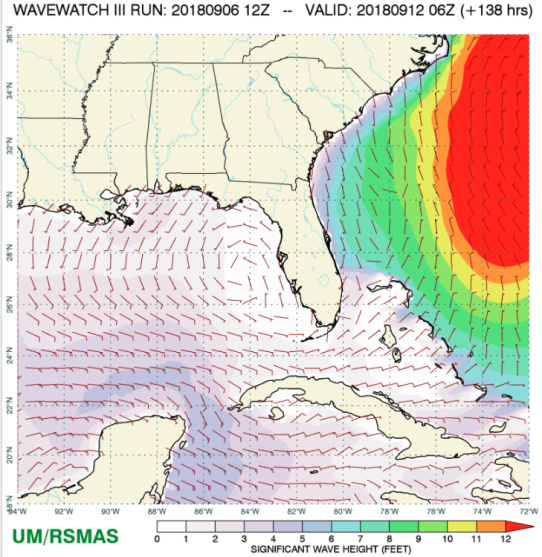 WAVEWATCH III RUN: 20180906 12Z -- VALID: 20180912 06Z (+138 hrs)
36°N
34°N
32°N
30°N
28°N
26°N
24°N
22°N
20°N
18°N
94°W 92°W 90°W 88°W 86°W 84°W 82°W 80°W 78°W 76°W 74°W 72°W
UM/RSMAS
0 1 2 3 4 5 6 7 8 9 10 11 12
SIGNIFICANT WAVE HEIGHT (FEET)